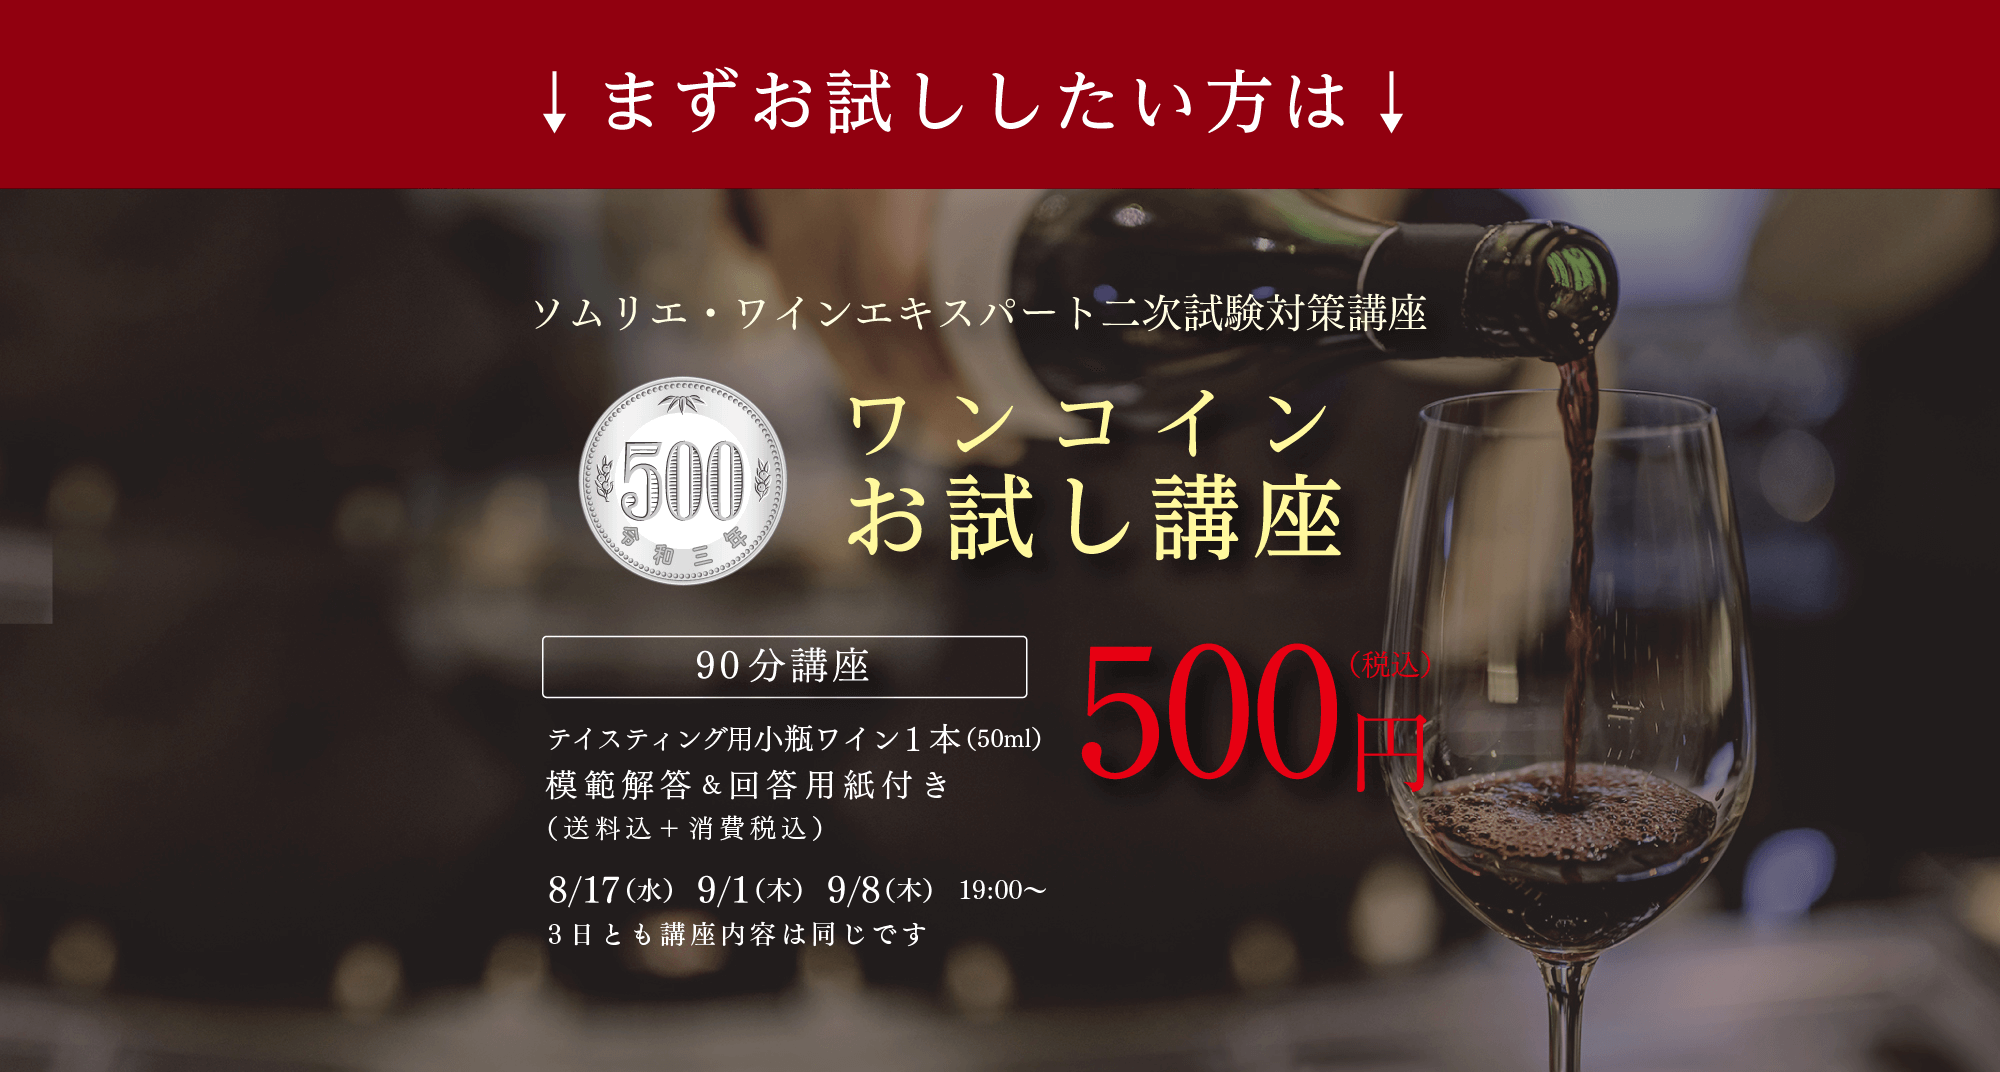 ↓まずお試ししたい方は↓
ソムリエ・ワインエキスパート二次試験対策講座
500
令和三年
ワンコイン
お試し講座
90分講座
500円(税込)
テイスティング用小瓶ワイン1本(50ml)
模範解答&回答用紙付き
(送料込+消費税込)
8/17(水) 9/1(木) 9/8(木) 19:00〜
3日とも講座内容は同じです